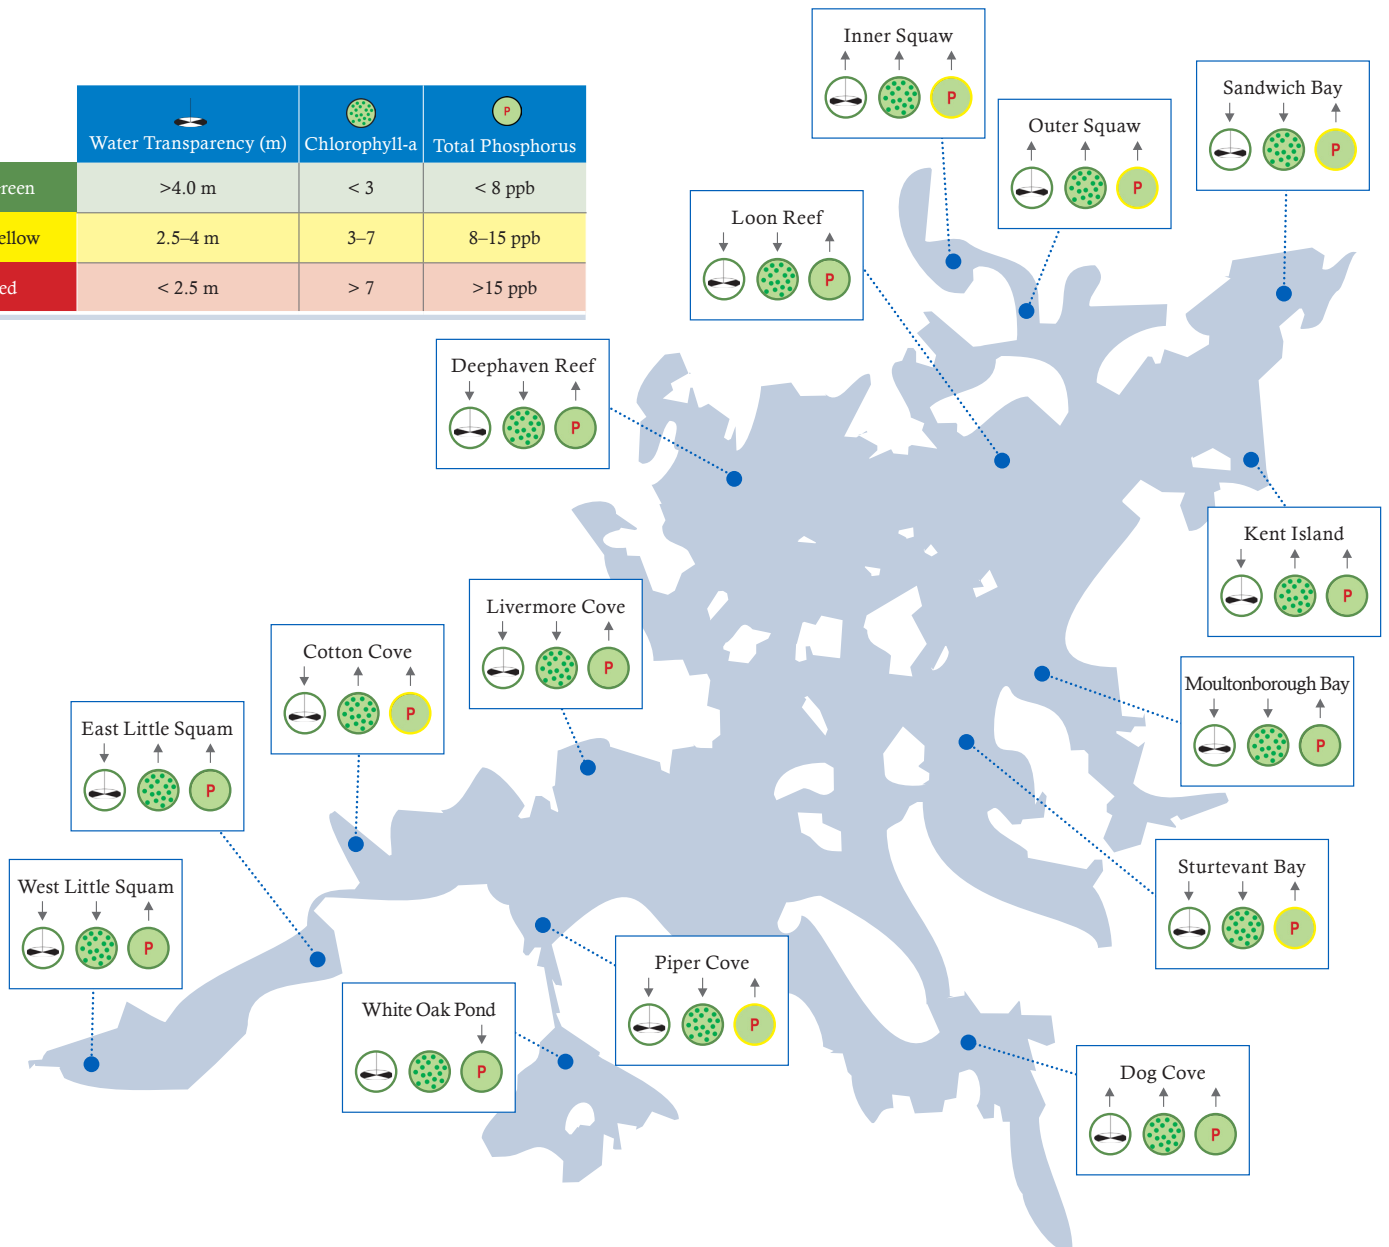 Water Transparency (m) Chlorophyll-a P Total Phosphorus
reen >4.0 m < 3 < 8 ppb
ellow 2.5–4 m 3–7 8–15 ppb
ed < 2.5 m > 7 >15 ppb
Inner Squaw
P
Outer Squaw
P
Sandwich Bay
P
Loon Reef
P
Deephaven Reef
P
Kent Island
P
Livermore Cove
P
Cotton Cove
P
Moultonborough Bay
P
East Little Squam
P
Sturtevant Bay
P
West Little Squam
P
Piper Cove
P
White Oak Pond
P
Dog Cove
P